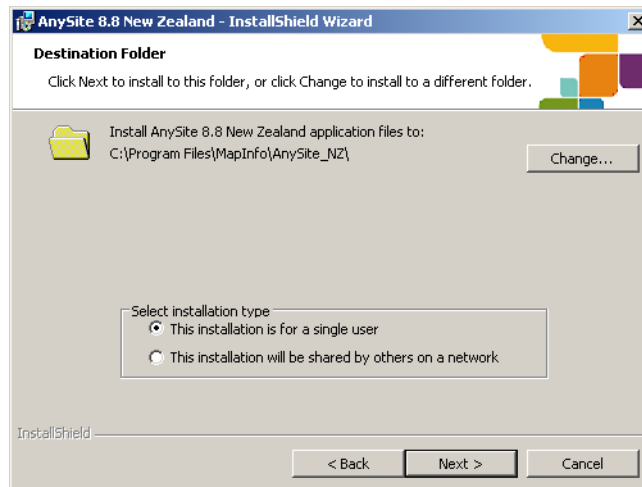 AnySite 8.8 New Zealand - InstallShield Wizard
Destination Folder
Click Next to install to this folder, or click Change to install to a different folder.
Install AnySite 8.8 New Zealand application files to:
C:\Program Files\MapInfo\AnySite_NZ\
Change...
Select installation type
This installation is for a single user
This installation will be shared by others on a network
InstallShield
< Back
Next >
Cancel